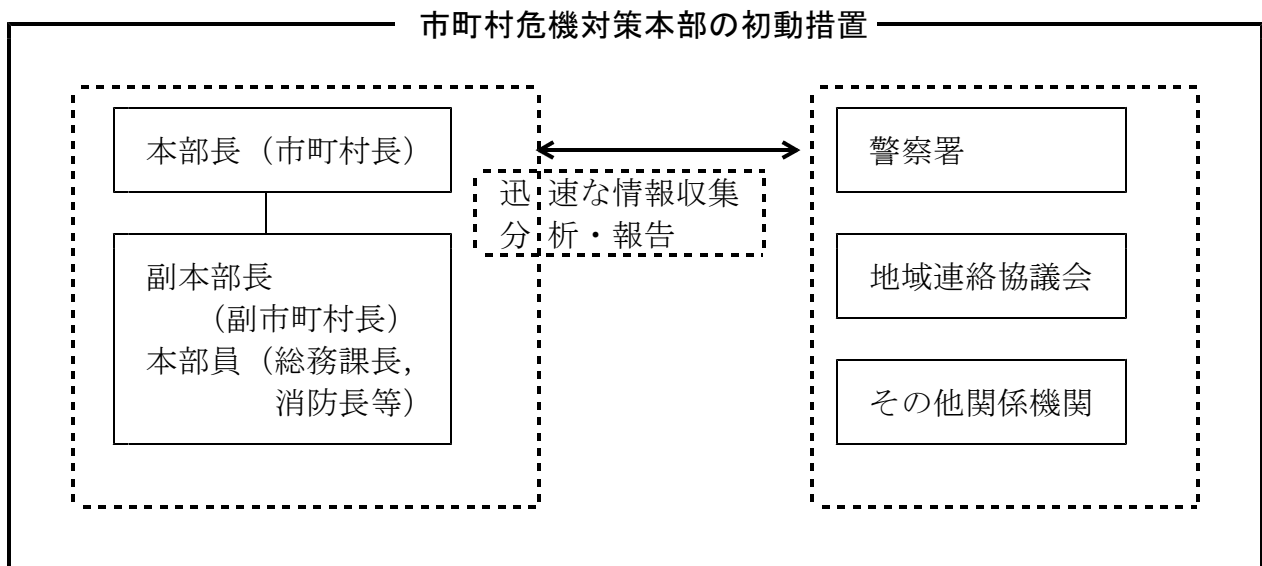 市町村危機対策本部の初動措置
本部長（市町村長）
副本部長
（副市町村長）
本部員（総務課長，
消防長等）
迅速な情報収集
分析・報告
警察署
地域連絡協議会
その他関係機関